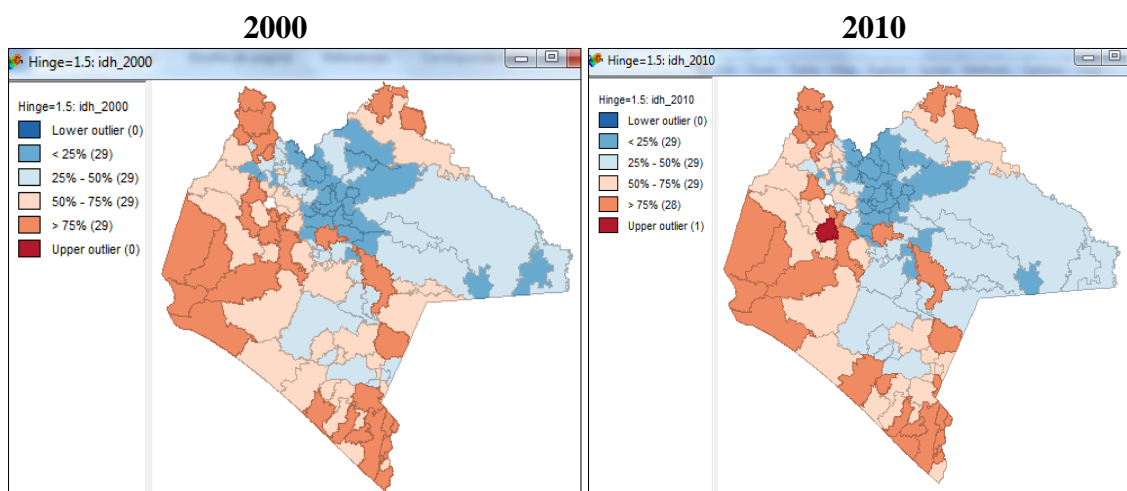 2000
2010
Hinge=1.5: idh_2000
Hinge=1.5: idh_2000
Lower outlier (0)
< 25% (29)
25% - 50% (29)
50% - 75% (29)
> 75% (29)
Upper outlier (0)
Hinge=1.5: idh_2010
Hinge=1.5: idh_2010
Lower outlier (0)
< 25% (29)
25% - 50% (29)
50% - 75% (29)
> 75% (28)
Upper outlier (1)